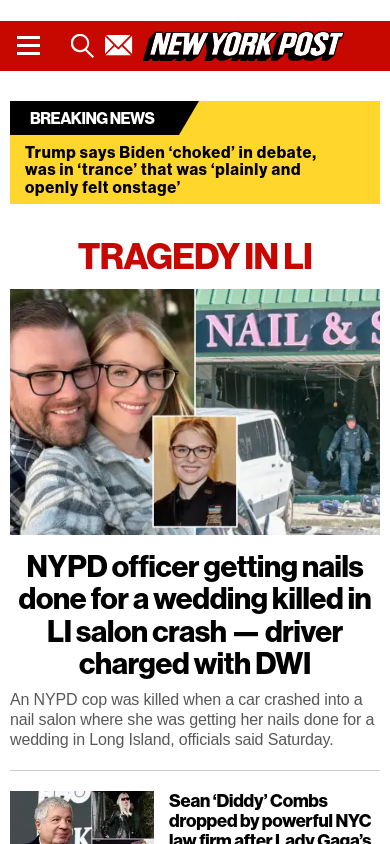 NEW YORK POST
BREAKING NEWS
Trump says Biden ‘choked’ in debate,
was in ‘trance’ that was ‘plainly and
openly felt onstage’
TRAGEDY IN LI
NAIL & S
NYPD officer getting nails
done for a wedding killed in
LI salon crash — driver
charged with DWI
An NYPD cop was killed when a car crashed into a
nail salon where she was getting her nails done for a
wedding in Long Island, officials said Saturday.
Sean ‘Diddy’ Combs
dropped by powerful NYC
law firm after Lady Gaga’s